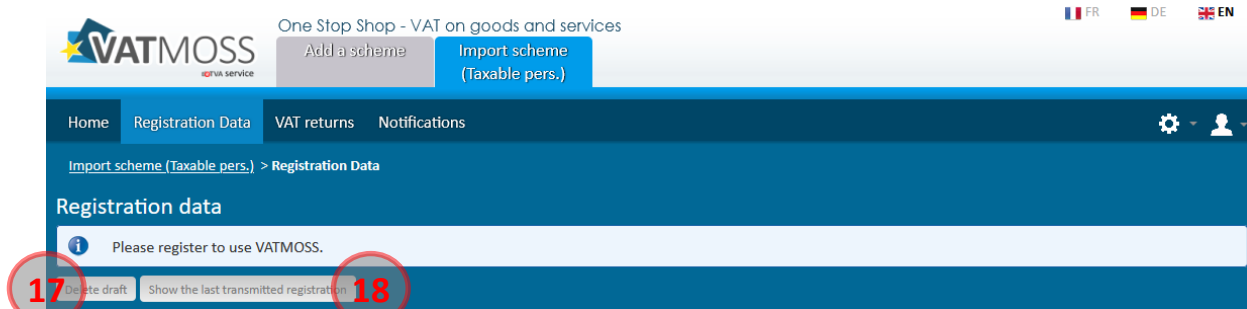 FR DE EN
One Stop Shop - VAT on goods and services
VATMOSS
eTVA service
Add a scheme
Import scheme
(Taxable pers.)
Home Registration Data VAT returns Notifications
Import scheme (Taxable pers.) > Registration Data
Registration data
Please register to use VATMOSS.
17 Delete draft Show the last transmitted registration 18